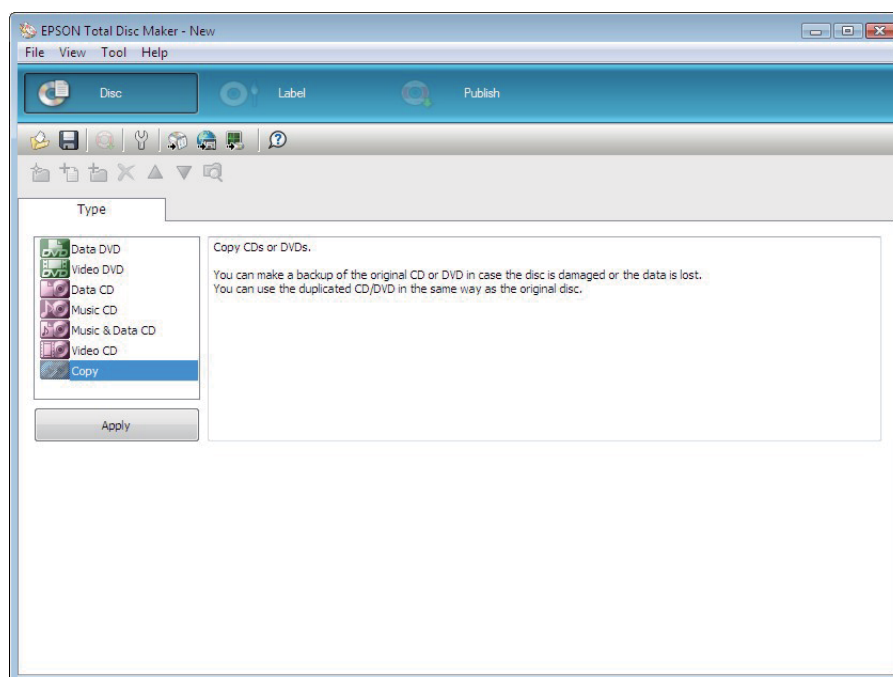 EPSON Total Disc Maker - New
File View Tool Help
Disc Label Publish
Type
DVD Data DVD
DVD Video DVD
Data CD
Music CD
Music & Data CD
Video CD
Copy
Apply
Copy CDs or DVDs.
You can make a backup of the original CD or DVD in case the disc is damaged or the data is lost.
You can use the duplicated CD/DVD in the same way as the original disc.